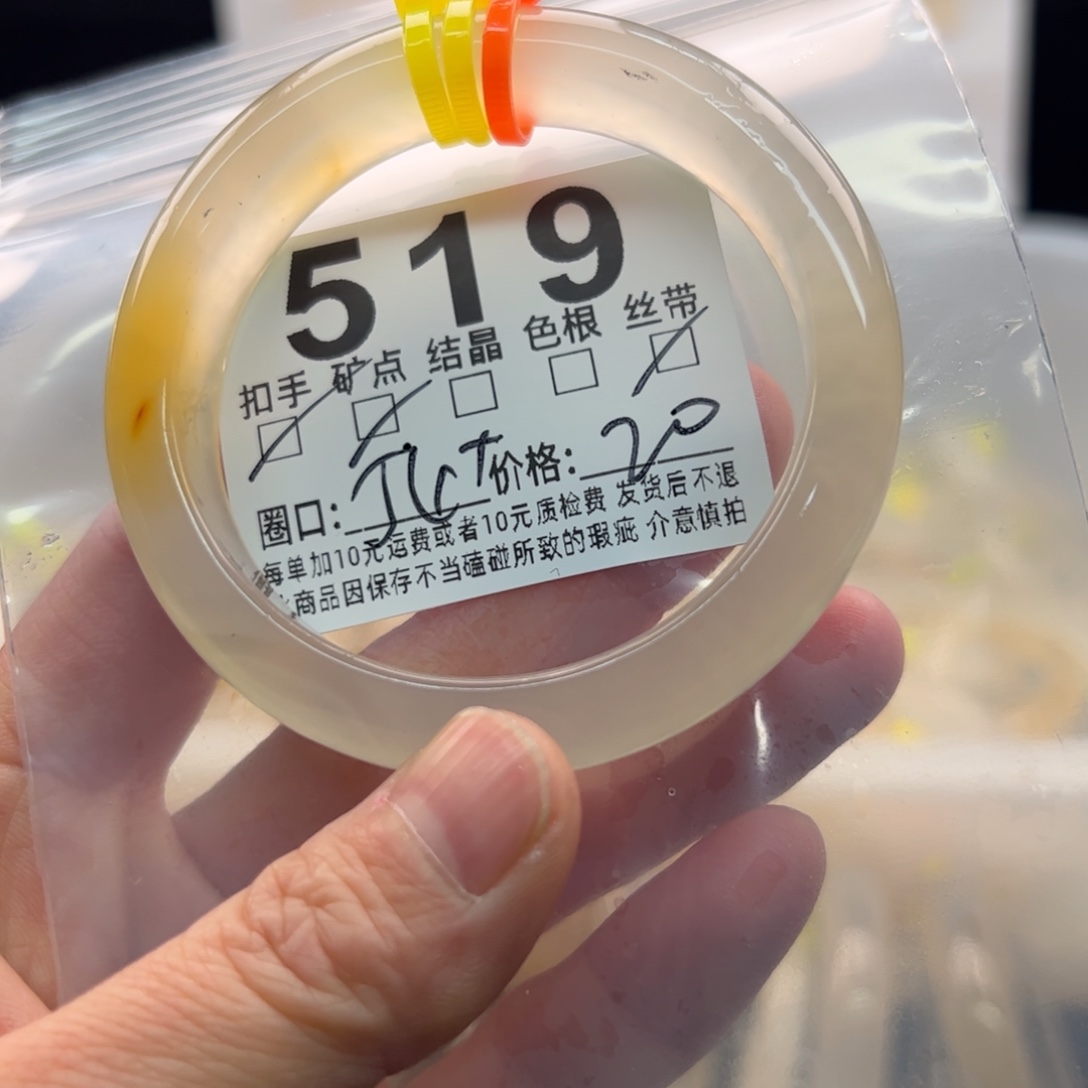 519
扣手 矿点 结晶 色根 丝带
圈口: 价格: 20
每单加10元运费或者10元质检费 发货后不退
商品因保存不当磕碰所致的瑕疵 介意慎拍